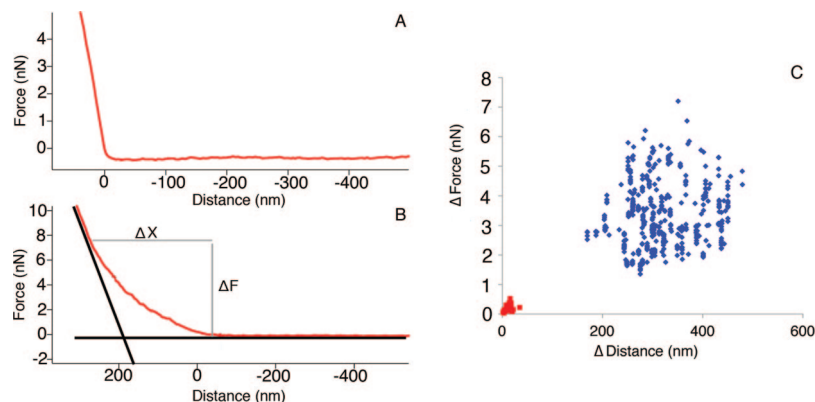 A
Force (nN)
4
3
2
1
0
0 -100 -200 -300 -400
Distance (nm)
B
Force (nN)
10
8
6
4
2
0
-2
ΔX
ΔF
200 0 -200 -400
Distance (nm)
C
Δ Force (nN)
8
7
6
5
4
3
2
1
0
0 200 400 600
Δ Distance (nm)